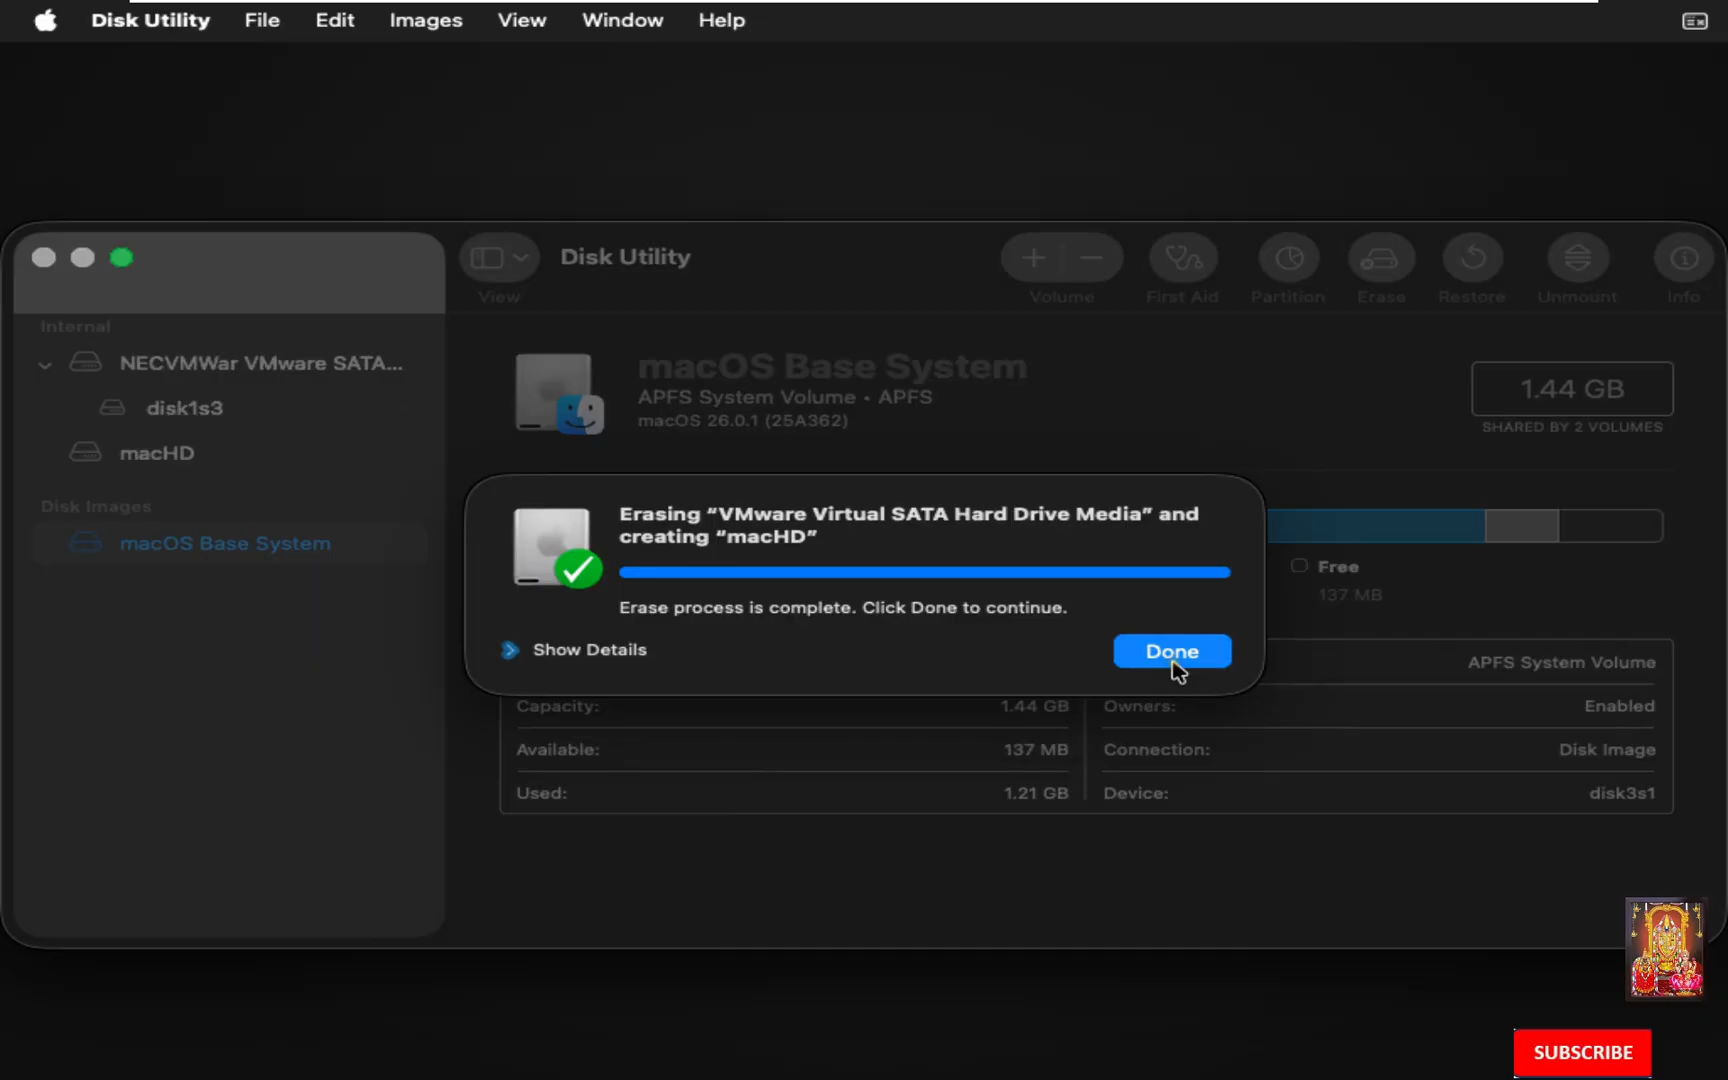 Disk Utility File Edit Images View Window Help
Disk Utility
View
Volume First Aid Partition Erase Restore Unmount Info
Internal
NECVMWar VMware SATA...
disk1s3
macHD
Disk Images
macOS Base System
macOS Base System
APFS System Volume • APFS
macOS 26.0.1 (25A362)
1.44 GB
SHARED BY 2 VOLUMES
Erasing “VMware Virtual SATA Hard Drive Media” and
creating “macHD”
Erase process is complete. Click Done to continue.
Show Details
Done
Free
137 MB
APFS System Volume
Capacity: 1.44 GB
Owners: Enabled
Available: 137 MB
Connection: Disk Image
Used: 1.21 GB
Device: disk3s1
SUBSCRIBE